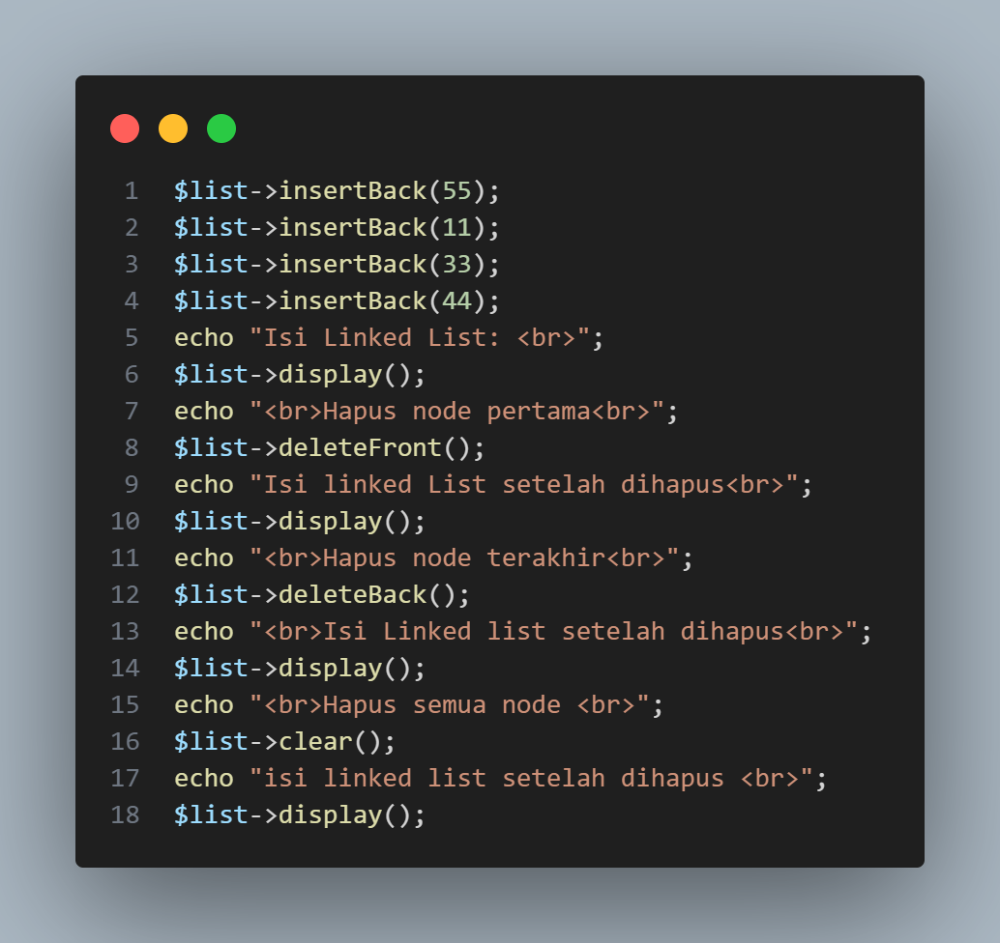 1 $list->insertBack(55);
2 $list->insertBack(11);
3 $list->insertBack(33);
4 $list->insertBack(44);
5 echo "Isi Linked List: <br>";
6 $list->display();
7 echo "<br>Hapus node pertama<br>";
8 $list->deleteFront();
9 echo "Isi linked List setelah dihapus<br>";
10 $list->display();
11 echo "<br>Hapus node terakhir<br>";
12 $list->deleteBack();
13 echo "<br>Isi Linked list setelah dihapus<br>";
14 $list->display();
15 echo "<br>Hapus semua node <br>";
16 $list->clear();
17 echo "isi linked list setelah dihapus <br>";
18 $list->display();